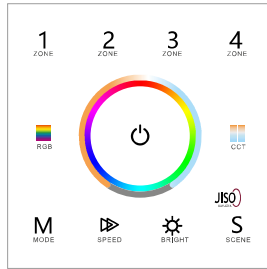 1 2 3 4
ZONE ZONE ZONE ZONE
RGB CCT
JISO
M S
MODE SPEED BRIGHT SCENE